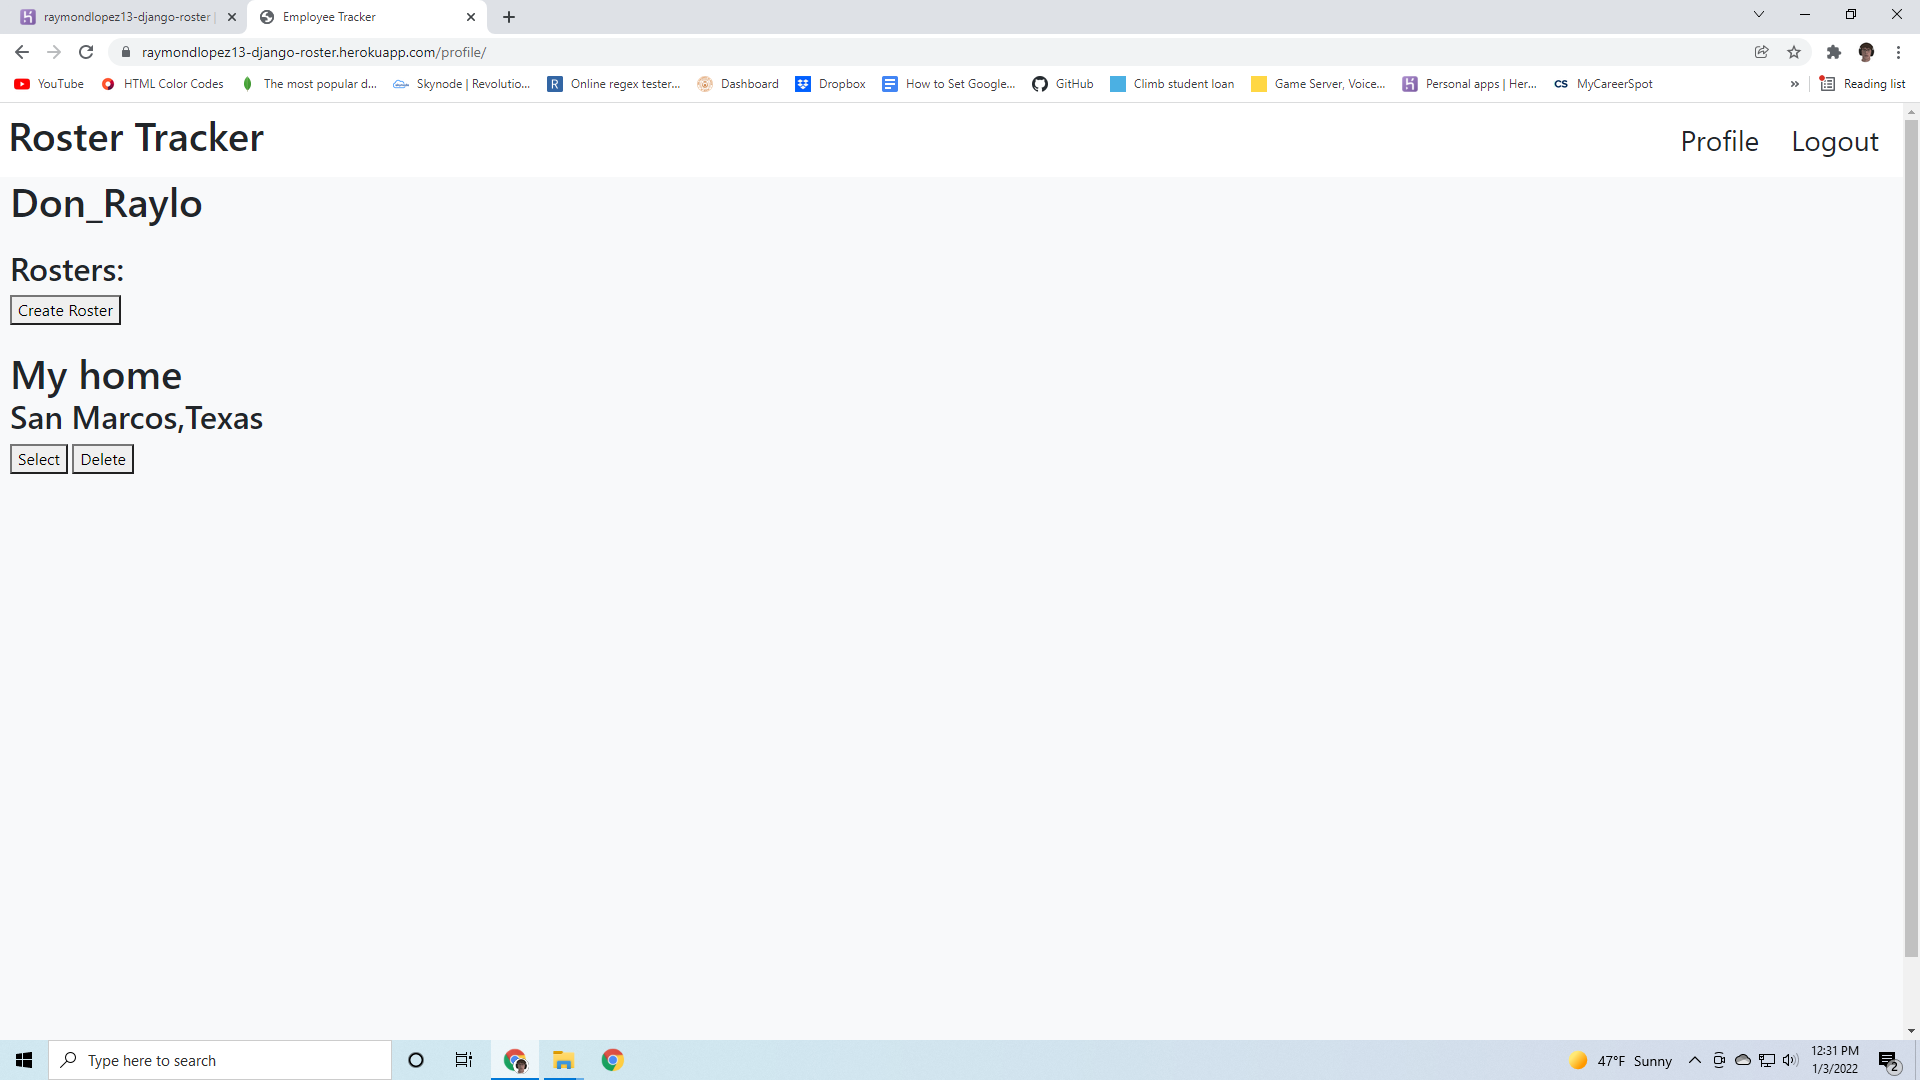 raymondlopez13-django-roster |
Employee Tracker
raymondlopez13-django-roster.herokuapp.com/profile/
YouTube HTML Color Codes The most popular d... Skynode | Revolutio... R Online regex tester... Dashboard Dropbox How to Set Google... GitHub Climb student loan Game Server, Voice... Personal apps | Her... CS MyCareerSpot » Reading list
Roster Tracker
Profile Logout
Don_Raylo
Rosters:
Create Roster
My home
San Marcos,Texas
Select Delete
Type here to search
47°F Sunny
12:31 PM
1/3/2022
2